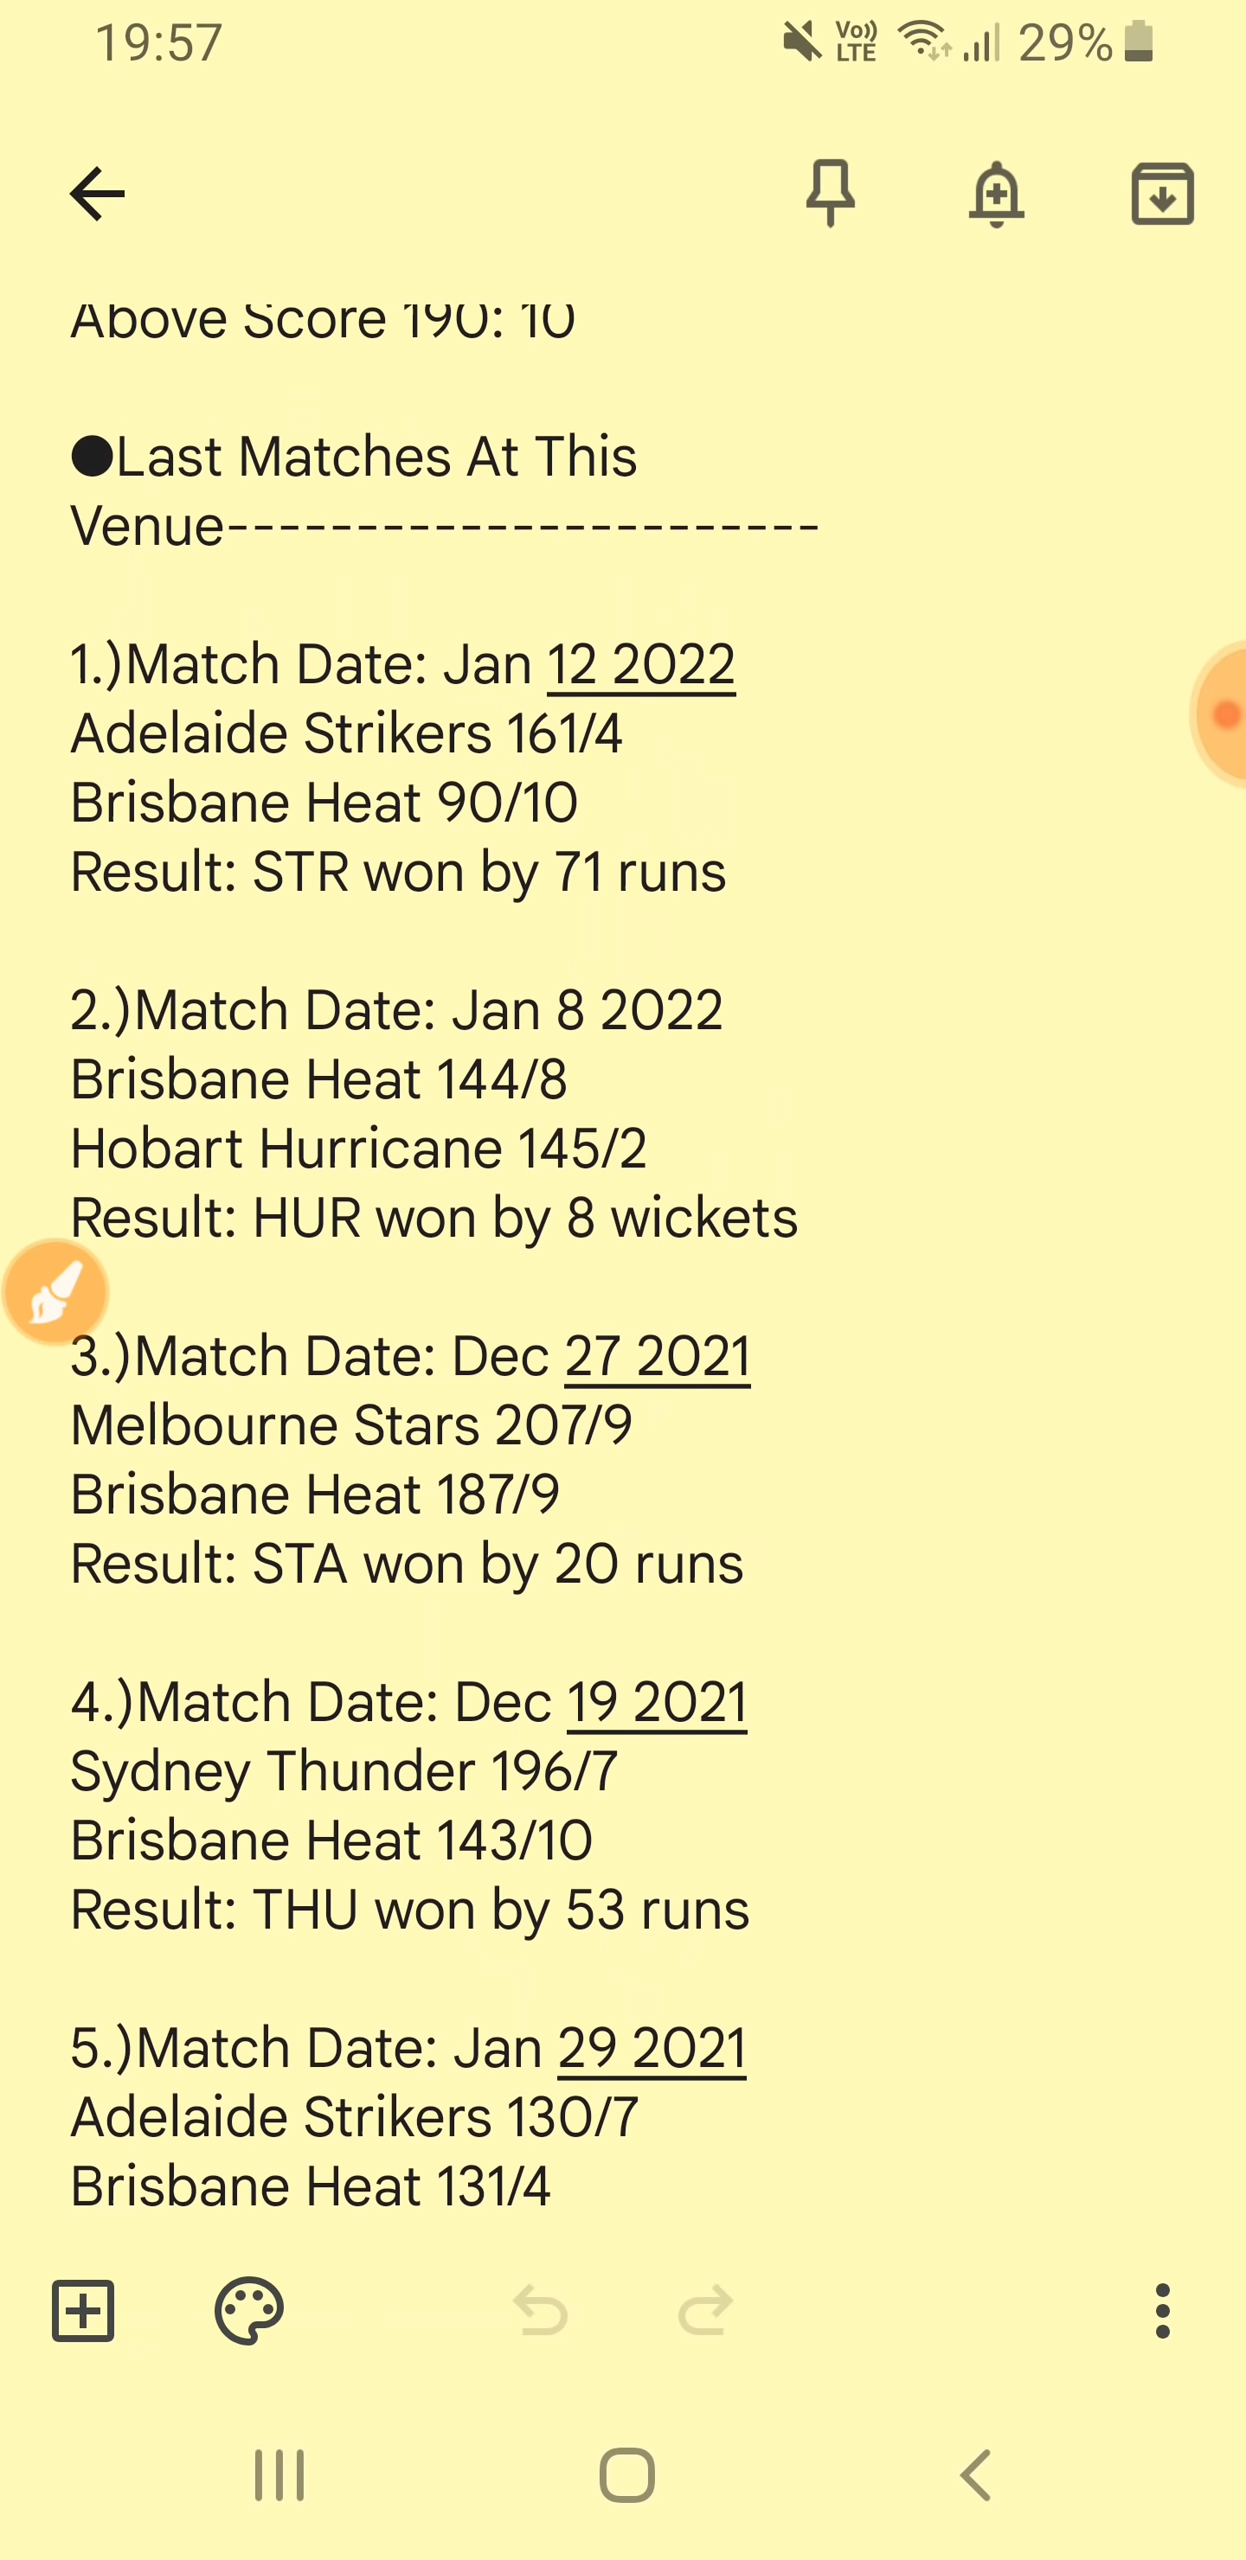 19:57
Vo))
LTE
29%
Above Score 190: 10
●Last Matches At This
Venue-----------------------
1.)Match Date: Jan 12 2022
Adelaide Strikers 161/4
Brisbane Heat 90/10
Result: STR won by 71 runs
2.)Match Date: Jan 8 2022
Brisbane Heat 144/8
Hobart Hurricane 145/2
Result: HUR won by 8 wickets
3.)Match Date: Dec 27 2021
Melbourne Stars 207/9
Brisbane Heat 187/9
Result: STA won by 20 runs
4.)Match Date: Dec 19 2021
Sydney Thunder 196/7
Brisbane Heat 143/10
Result: THU won by 53 runs
5.)Match Date: Jan 29 2021
Adelaide Strikers 130/7
Brisbane Heat 131/4